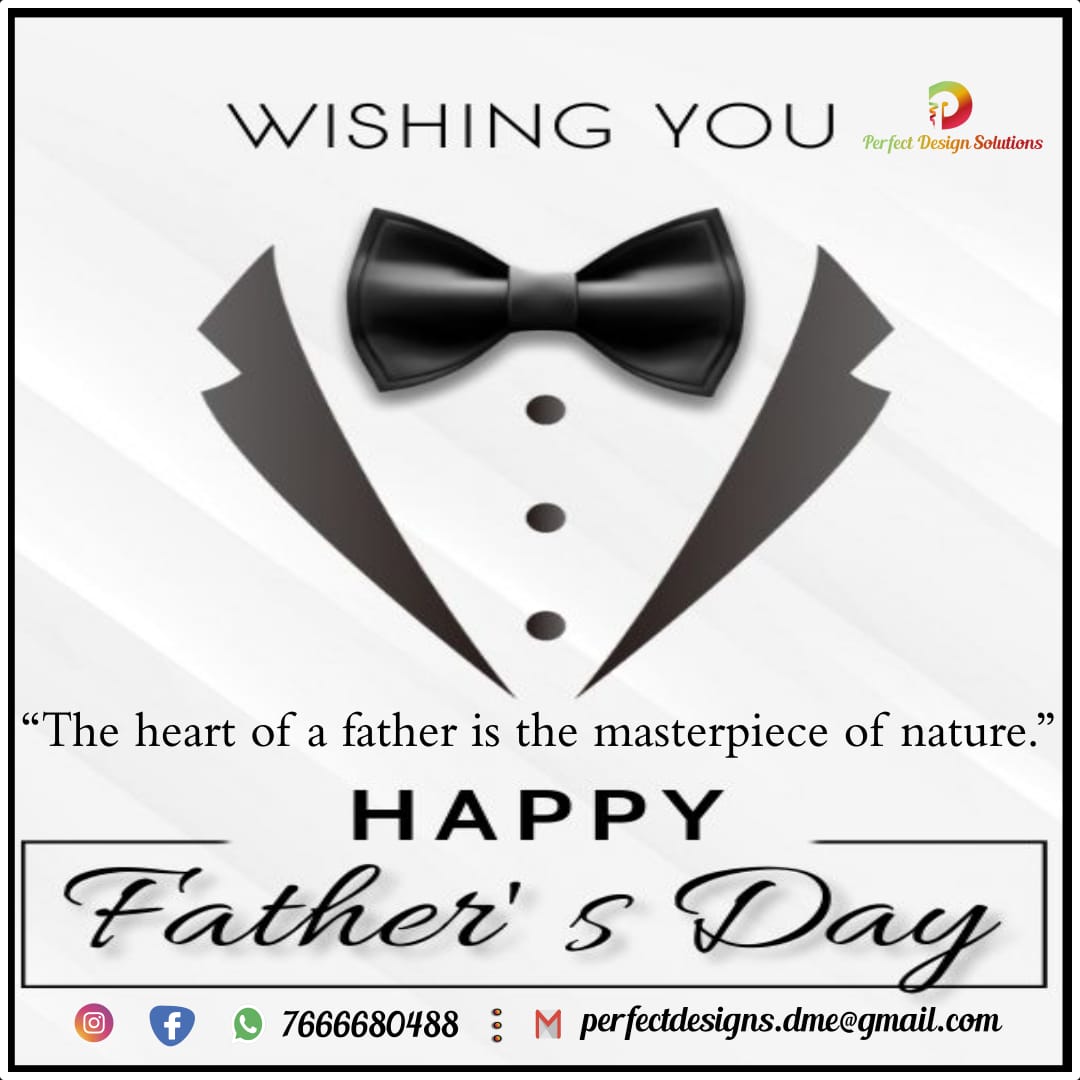 WISHING YOU
Perfect Design Solutions
“The heart of a father is the masterpiece of nature.”
HAPPY
Father's Day
7666680488
perfectdesigns.dme@gmail.com